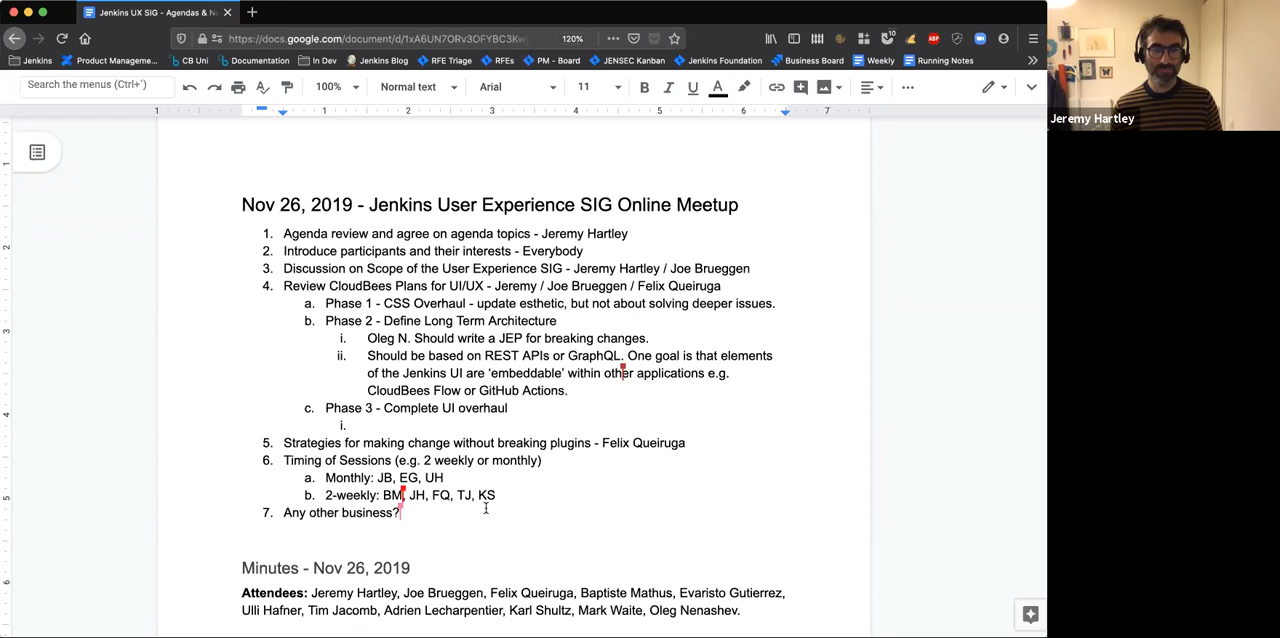 Jenkins UX SIG - Agendas & N
https://docs.google.com/document/d/1xA6UN7ORv3OFYBC3Kw
120%
Jenkins
Product Manageme...
CB Uni
Documentation
In Dev
Jenkins Blog
RFE Triage
RFEs
PM - Board
JENSEC Kanban
Jenkins Foundation
Business Board
Weekly
Running Notes
Search the menus (Ctrl+`)
100%
Normal text
Arial
11
B I U A
1 1 2 3 4 5 6 7
Jeremy Hartley
Nov 26, 2019 - Jenkins User Experience SIG Online Meetup
1. Agenda review and agree on agenda topics - Jeremy Hartley
2. Introduce participants and their interests - Everybody
3. Discussion on Scope of the User Experience SIG - Jeremy Hartley / Joe Brueggen
4. Review CloudBees Plans for UI/UX - Jeremy / Joe Brueggen / Felix Queiruga
a. Phase 1 - CSS Overhaul - update esthetic, but not about solving deeper issues.
b. Phase 2 - Define Long Term Architecture
i. Oleg N. Should write a JEP for breaking changes.
ii. Should be based on REST APIs or GraphQL. One goal is that elements
of the Jenkins UI are ‘embeddable’ within other applications e.g.
CloudBees Flow or GitHub Actions.
c. Phase 3 - Complete UI overhaul
i.
5. Strategies for making change without breaking plugins - Felix Queiruga
6. Timing of Sessions (e.g. 2 weekly or monthly)
a. Monthly: JB, EG, UH
b. 2-weekly: BM, JH, FQ, TJ, KS
7. Any other business?
Minutes - Nov 26, 2019
Attendees: Jeremy Hartley, Joe Brueggen, Felix Queiruga, Baptiste Mathus, Evaristo Gutierrez,
Ulli Hafner, Tim Jacomb, Adrien Lecharpentier, Karl Shultz, Mark Waite, Oleg Nenashev.